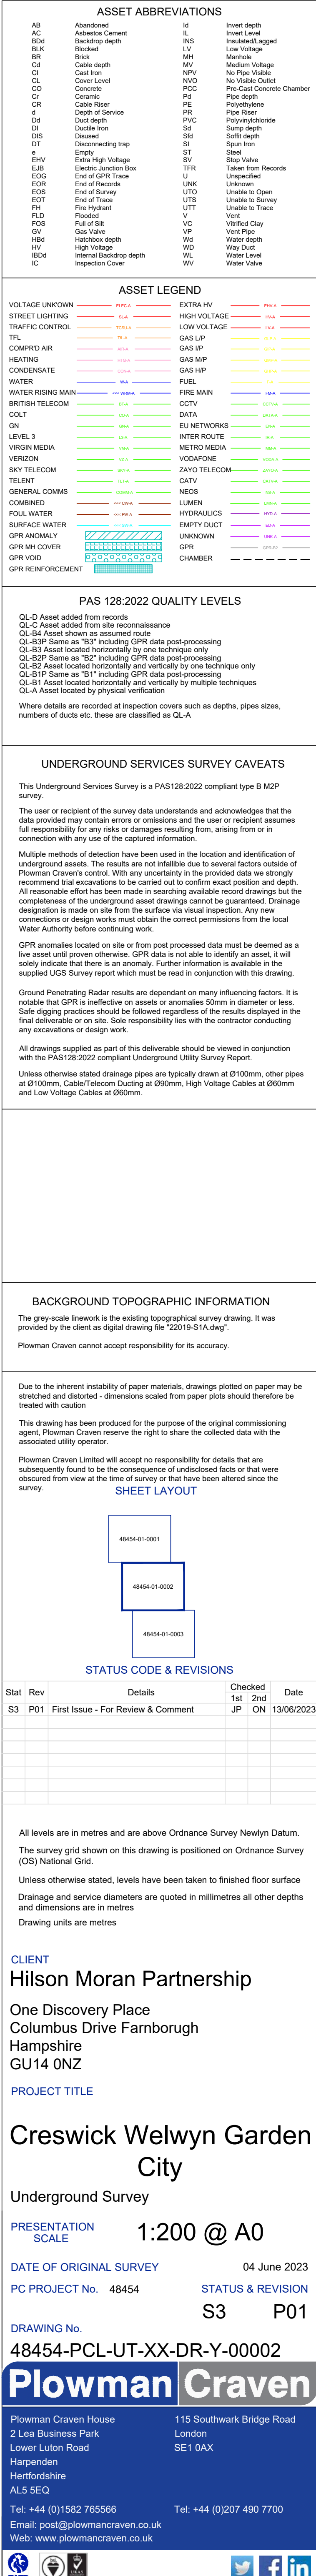 ASSET ABBREVIATIONS
AB Abandoned Id Invert depth
AC Asbestos Cement IL Invert Level
BDd Backdrop depth INS Insulated/Lagged
BLK Blocked LV Low Voltage
BR Brick MH Manhole
Cd Cable depth MV Medium Voltage
CI Cast Iron NPV No Pipe Visible
CL Cover Level NVO No Visible Outlet
CO Concrete PCC Pre-Cast Concrete Chamber
Cr Ceramic Pd Pipe depth
CR Cable Riser PE Polyethylene
d Depth of Service PR Pipe Riser
Dd Duct depth PVC Polyvinylchloride
DI Ductile Iron Sd Sump depth
DIS Disused Sfd Soffit depth
DT Disconnecting trap SI Spun Iron
e Empty ST Steel
EHV Extra High Voltage SV Stop Valve
EJB Electric Junction Box TFR Taken from Records
EOG End of GPR Trace U Unspecified
EOR End of Records UNK Unknown
EOS End of Survey UTO Unable to Open
EOT End of Trace UTS Unable to Survey
FH Fire Hydrant UTT Unable to Trace
FLD Flooded V Vent
FOS Full of Silt VC Vitrified Clay
GV Gas Valve VP Vent Pipe
HBd Hatchbox depth Wd Water depth
HV High Voltage WD Way Duct
IBDd Internal Backdrop depth WL Water Level
IC Inspection Cover WV Water Valve
ASSET LEGEND
VOLTAGE UNK'OWN ELEC-A EXTRA HV EHV-A
STREET LIGHTING SL-A HIGH VOLTAGE HV-A
TRAFFIC CONTROL LOW VOLTAGE LV-A
TFL GAS L/P
COMPR'D AIR GAS I/P
HEATING GAS M/P
CONDENSATE GAS H/P
WATER W-A FUEL
WATER RISING MAIN <<< WRM-A FIRE MAIN FM-A
BRITISH TELECOM CCTV
COLT DATA
GN EU NETWORKS
LEVEL 3 INTER ROUTE
VIRGIN MEDIA METRO MEDIA
VERIZON VODAFONE
SKY TELECOM ZAYO TELECOM
TELENT CATV
GENERAL COMMS NEOS
COMBINED <<< CW-A LUMEN
FOUL WATER <<< FW-A HYDRAULICS HYD-A
SURFACE WATER EMPTY DUCT ED-A
GPR ANOMALY UNKNOWN UNK-A
GPR MH COVER GPR
GPR VOID CHAMBER
GPR REINFORCEMENT
PAS 128:2022 QUALITY LEVELS
QL-D Asset added from records
QL-C Asset added from site reconnaissance
QL-B4 Asset shown as assumed route
QL-B3P Same as "B3" including GPR data post-processing
QL-B3 Asset located horizontally by one technique only
QL-B2P Same as "B2" including GPR data post-processing
QL-B2 Asset located horizontally and vertically by one technique only
QL-B1P Same as "B1" including GPR data post-processing
QL-B1 Asset located horizontally and vertically by multiple techniques
QL-A Asset located by physical verification
Where details are recorded at inspection covers such as depths, pipes sizes,
numbers of ducts etc. these are classified as QL-A
UNDERGROUND SERVICES SURVEY CAVEATS
This Underground Services Survey is a PAS128:2022 compliant type B M2P
survey.
The user or recipient of the survey data understands and acknowledges that the
data provided may contain errors or omissions and the user or recipient assumes
full responsibility for any risks or damages resulting from, arising from or in
connection with any use of the captured information.
Multiple methods of detection have been used in the location and identification of
underground assets. The results are not infallible due to several factors outside of
Plowman Craven's control. With any uncertainty in the provided data we strongly
recommend trial excavations to be carried out to confirm exact position and depth.
All reasonable effort has been made in searching available record drawings but the
completeness of the underground asset drawings cannot be guaranteed. Drainage
designation is made on site from the surface via visual inspection. Any new
connections or design works must obtain the correct permissions from the local
Water Authority before continuing work.
GPR anomalies located on site or from post processed data must be deemed as a
live asset until proven otherwise. GPR data is not able to identify an asset, it will
solely indicate that there is an anomaly. Further information is available in the
supplied UGS Survey report which must be read in conjunction with this drawing.
Ground Penetrating Radar results are dependant on many influencing factors. It is
notable that GPR is ineffective on assets or anomalies 50mm in diameter or less.
Safe digging practices should be followed regardless of the results displayed in the
final deliverable or on site. Sole responsibility lies with the contractor conducting
any excavations or design work.
All drawings supplied as part of this deliverable should be viewed in conjunction
with the PAS128:2022 compliant Underground Utility Survey Report.
Unless otherwise stated drainage pipes are typically drawn at Ø100mm, other pipes
at Ø100mm, Cable/Telecom Ducting at Ø90mm, High Voltage Cables at Ø60mm
and Low Voltage Cables at Ø60mm.
BACKGROUND TOPOGRAPHIC INFORMATION
The grey-scale linework is the existing topographical survey drawing. It was
provided by the client as digital drawing file "22019-S1A.dwg".
Plowman Craven cannot accept responsibility for its accuracy.
Due to the inherent instability of paper materials, drawings plotted on paper may be
stretched and distorted - dimensions scaled from paper plots should therefore be
treated with caution
This drawing has been produced for the purpose of the original commissioning
agent, Plowman Craven reserve the right to share the collected data with the
associated utility operator.
Plowman Craven Limited will accept no responsibility for details that are
subsequently found to be the consequence of undisclosed facts or that were
obscured from view at the time of survey or that have been altered since the
survey.
SHEET LAYOUT
48454-01-0001
48454-01-0002
48454-01-0003
STATUS CODE & REVISIONS
Stat Rev Details Checked Date
1st 2nd
S3 P01 First Issue - For Review & Comment JP ON 13/06/2023
All levels are in metres and are above Ordnance Survey Newlyn Datum.
The survey grid shown on this drawing is positioned on Ordnance Survey
(OS) National Grid.
Unless otherwise stated, levels have been taken to finished floor surface
Drainage and service diameters are quoted in millimetres all other depths
and dimensions are in metres
Drawing units are metres
CLIENT
Hilson Moran Partnership
One Discovery Place
Columbus Drive Farnborough
Hampshire
GU14 0NZ
PROJECT TITLE
Creswick Welwyn Garden
City
Underground Survey
PRESENTATION
SCALE 1:200 @ A0
DATE OF ORIGINAL SURVEY 04 June 2023
PC PROJECT No. 48454 STATUS & REVISION
S3 P01
DRAWING No.
48454-PCL-UT-XX-DR-Y-00002
Plowman Craven
Plowman Craven House 115 Southwark Bridge Road
2 Lea Business Park London
Lower Luton Road SE1 0AX
Harpenden
Hertfordshire
AL5 5EQ
Tel: +44 (0)1582 765566 Tel: +44 (0)207 490 7700
Email: post@plowmancraven.co.uk
Web: www.plowmancraven.co.uk